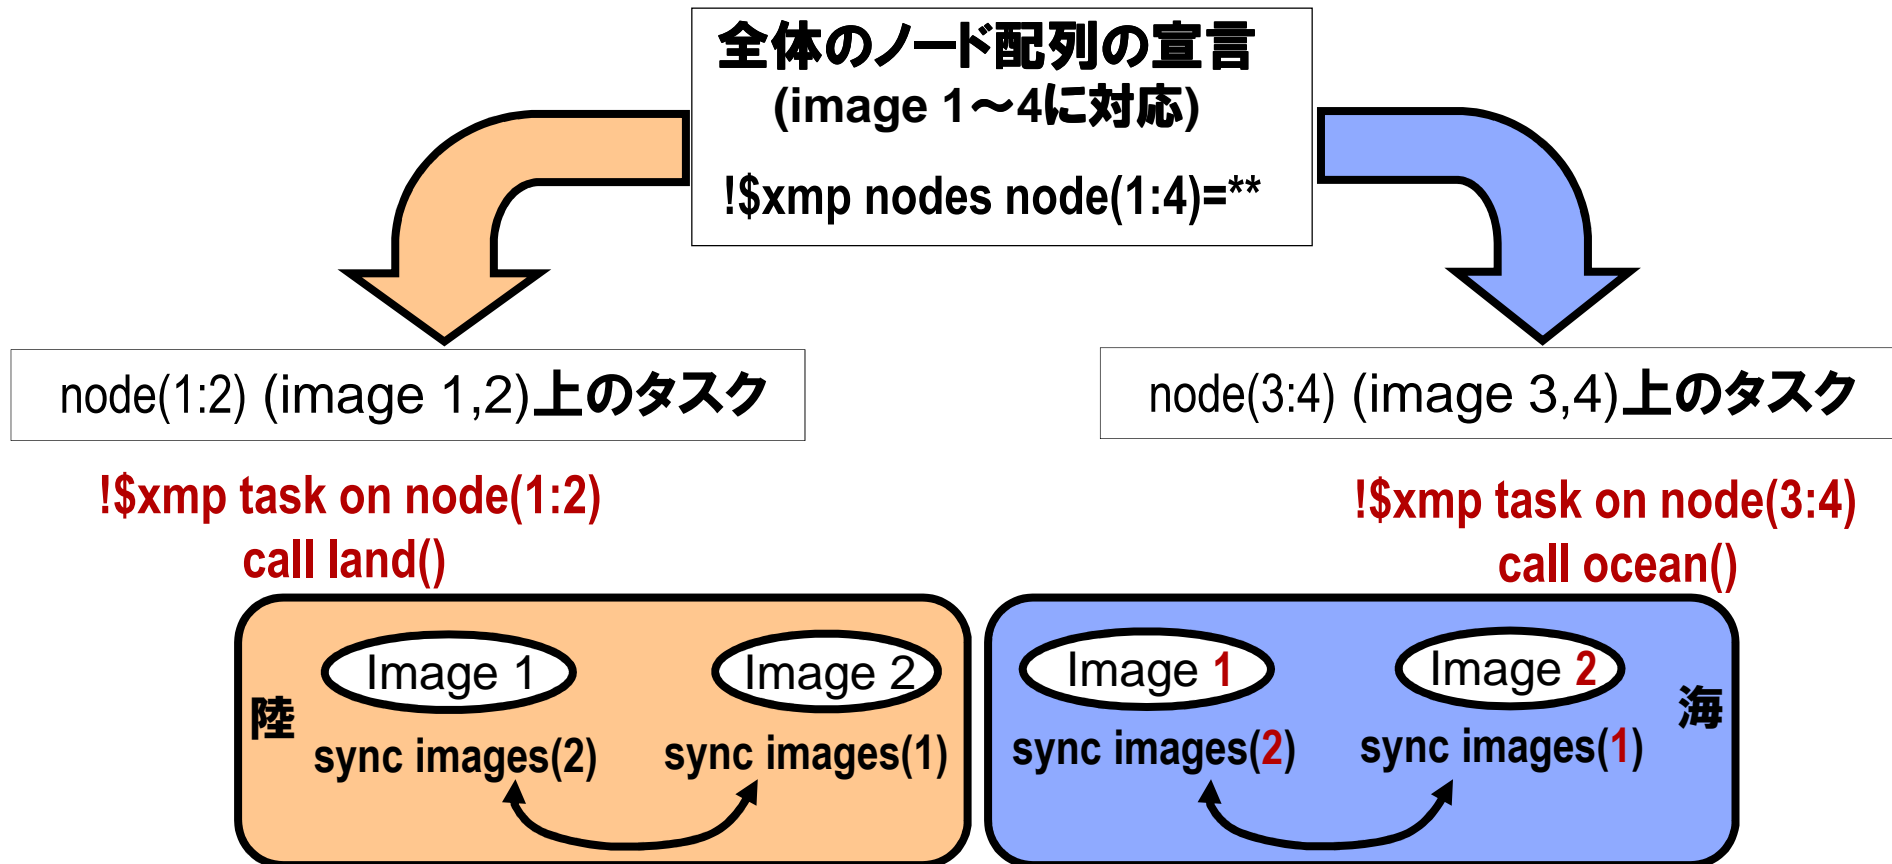 全体のノード配列の宣言
(image 1～4に対応)
!$xmp nodes node(1:4)=**
node(1:2) (image 1,2)上のタスク
node(3:4) (image 3,4)上のタスク
!$xmp task on node(1:2)
call land()
!$xmp task on node(3:4)
call ocean()
陸
Image 1
Image 2
sync images(2)
sync images(1)
Image 1
Image 2
海
sync images(2)
sync images(1)